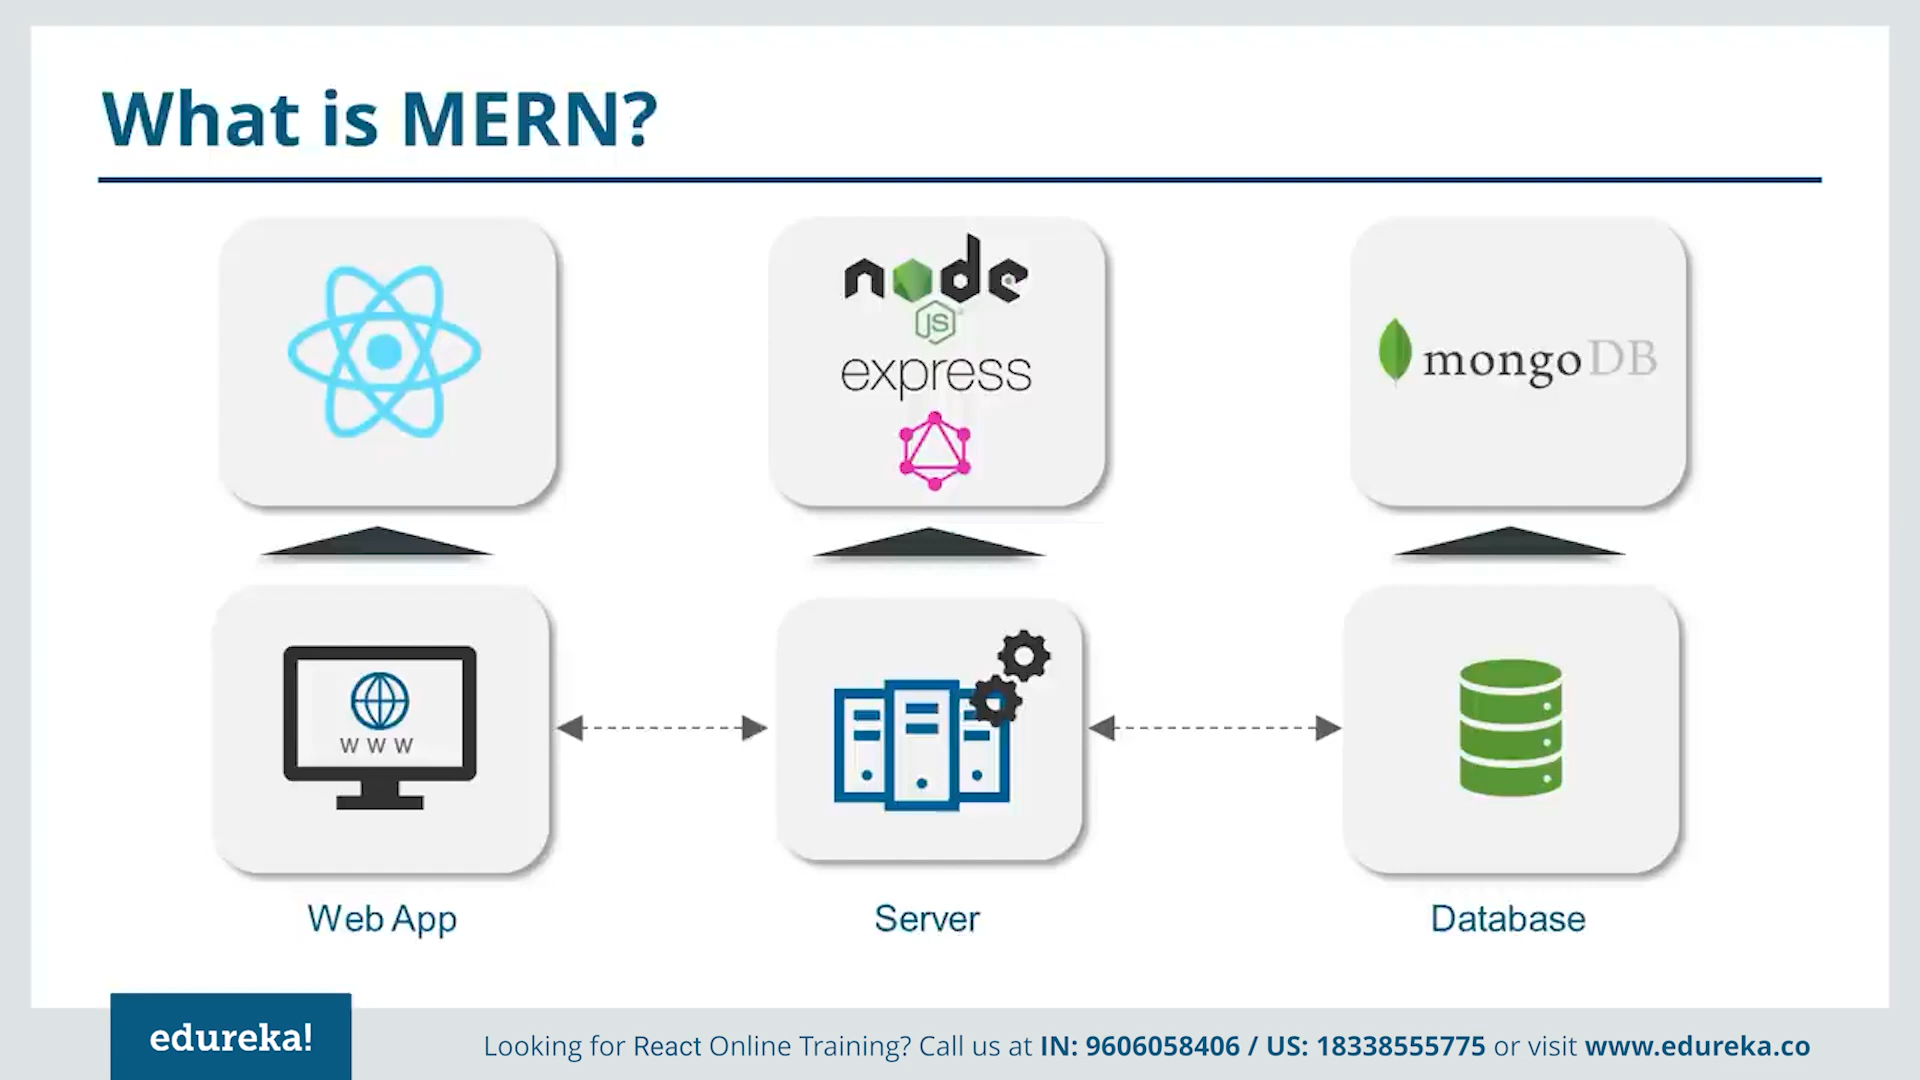 What is MERN?
node
JS
express
mongoDB
WWW
Web App
Server
Database
edureka!
Looking for React Online Training? Call us at IN: 9606058406 / US: 18338555775 or visit www.edureka.co